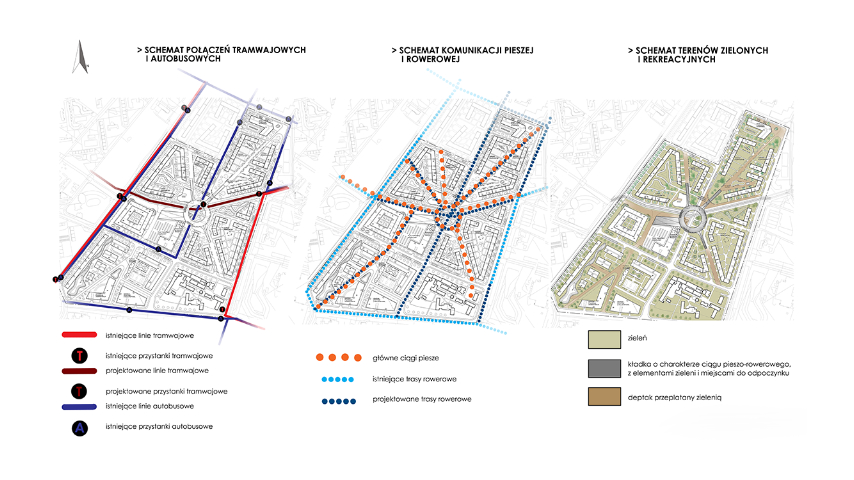 > SCHEMAT POŁĄCZEŃ TRAMWAJOWYCH
I AUTOBUSOWYCH
istniejące linie tramwajowe
istniejące przystanki tramwajowe
projektowane linie tramwajowe
projektowane przystanki tramwajowe
istniejące linie autobusowe
istniejące przystanki autobusowe
T
T
A
> SCHEMAT KOMUNIKACJI PIESZEJ
I ROWEROWEJ
główne ciągi piesze
istniejące trasy rowerowe
projektowane trasy rowerowe
> SCHEMAT TERENÓW ZIELONYCH
I REKREACYJNYCH
zieleń
kładka o charakterze ciągu pieszo-rowerowego,
z elementami zieleni i miejscami do odpoczynku
deptak przeplatany zielenią